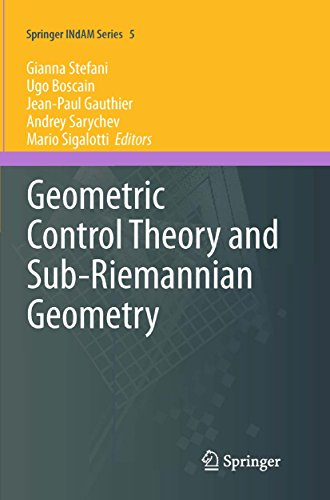 Springer INdAM Series 5
Gianna Stefani
Ugo Boscain
Jean-Paul Gauthier
Andrey Sarychev
Mario Sigalotti Editors
Geometric
Control Theory and
Sub-Riemannian
Geometry
Springer